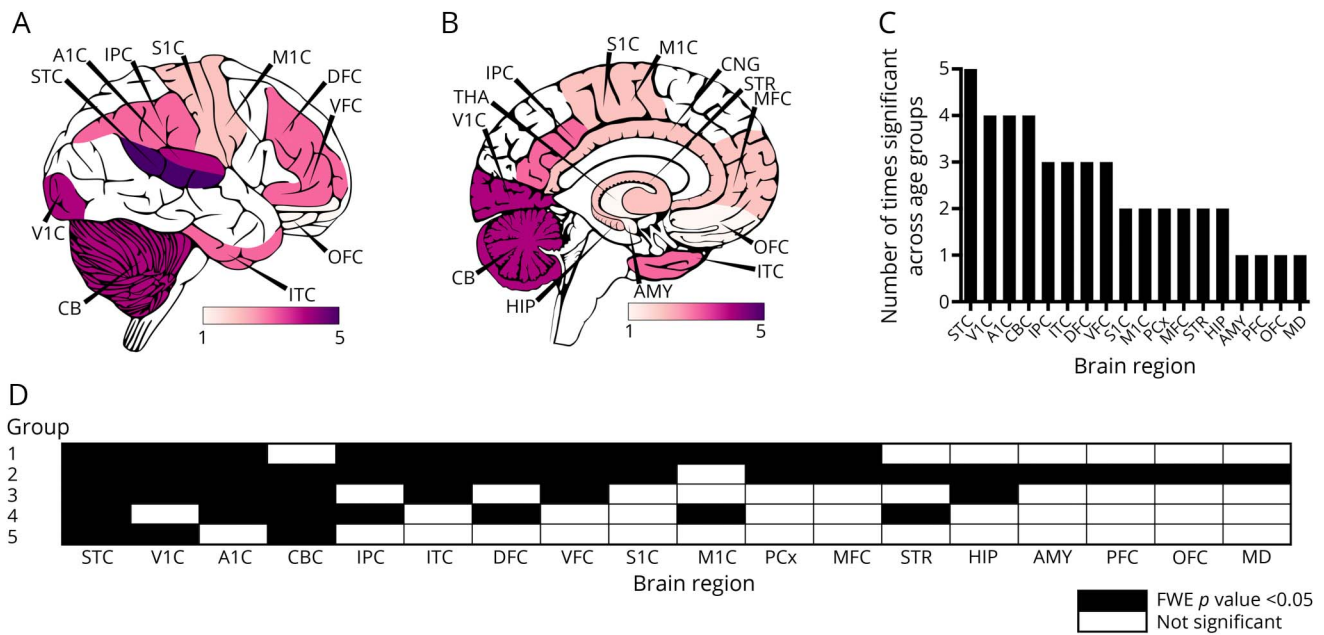 A
A1C
IPC
S1C
M1C
STC
DFC
VFC
V1C
OFC
CB
ITC
1
5
B
S1C
M1C
IPC
CNG
THA
STR
V1C
MFC
OFC
CB
ITC
HIP
AMY
1
5
C
Number of times significant
across age groups
5
4
3
2
1
0
STC
V1C
A1C
CBC
IPC
ITC
DFC
VFC
S1C
M1C
PCx
MFC
STR
HIP
AMY
PFC
OFC
MD
Brain region
D
Group
1
2
3
4
5
STC V1C A1C CBC IPC ITC DFC VFC S1C M1C PCx MFC STR HIP AMY PFC OFC MD
Brain region
FWE p value <0.05
Not significant